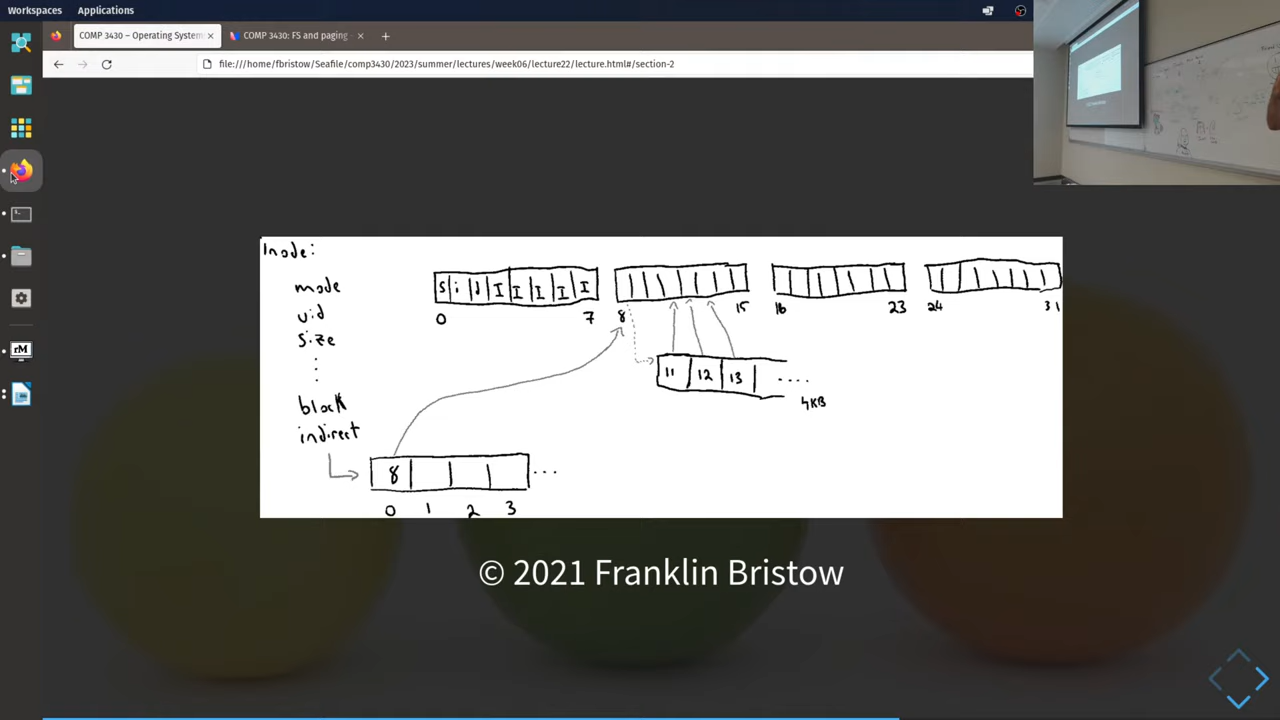 Workspaces Applications
COMP 3430 – Operating System
COMP 3430: FS and paging -
file:///home/fbristow/Seafile/comp3430/2023/summer/lectures/week06/lecture22/lecture.html#/section-2
Inode:
mode
uid
size
block
indirect
S i d I I I I I
0 7 8 15 16 23 24 31
11 12 13 ....
4KB
8 ...
0 1 2 3
© 2021 Franklin Bristow
rM